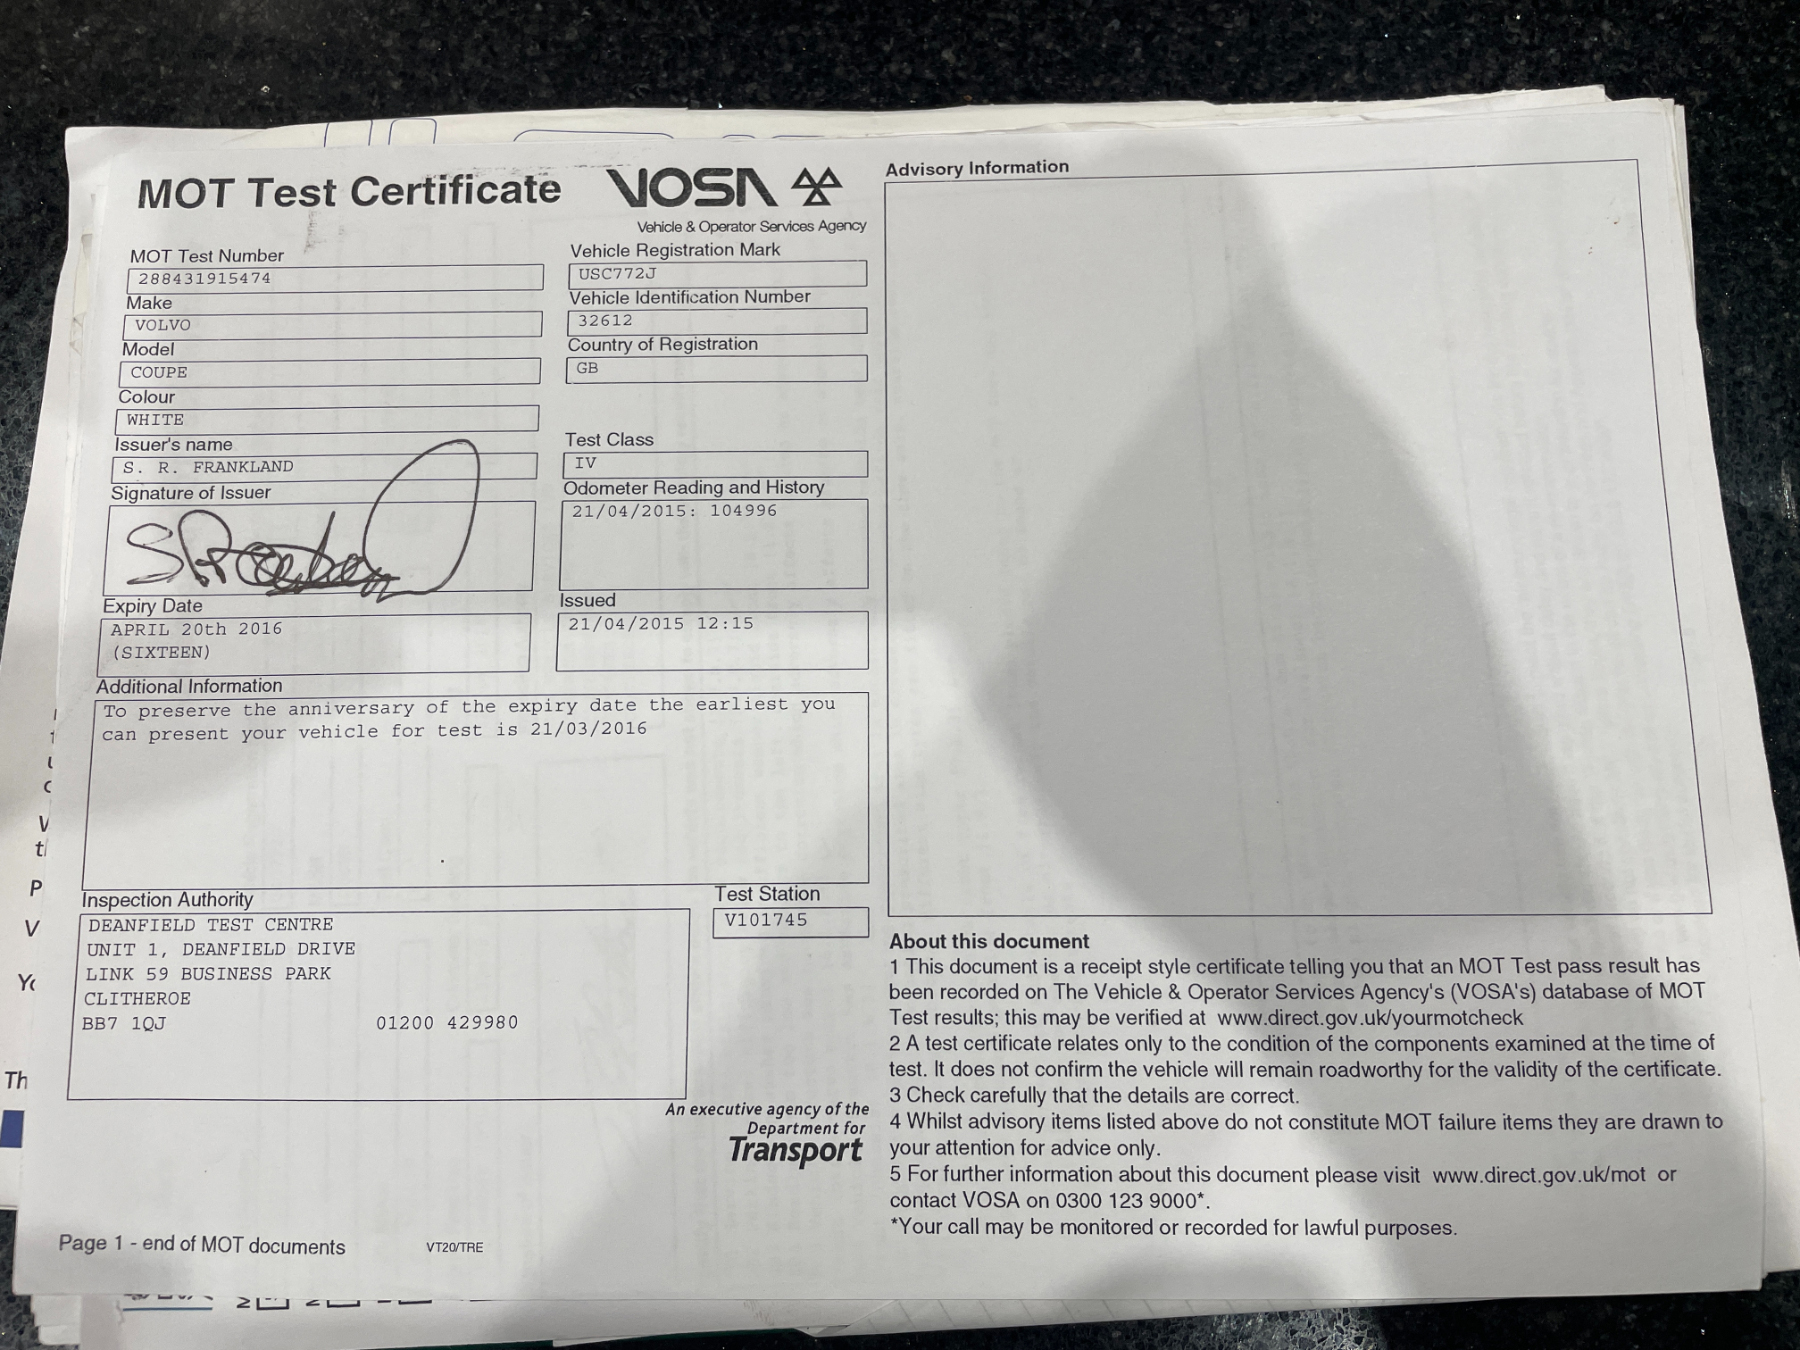 MOT Test Certificate
VOSA
Vehicle & Operator Services Agency
MOT Test Number
288431915474
Vehicle Registration Mark
USC772J
Make
VOLVO
Vehicle Identification Number
32612
Model
COUPE
Country of Registration
GB
Colour
WHITE
Issuer's name
S. R. FRANKLAND
Test Class
IV
Signature of Issuer
Odometer Reading and History
21/04/2015: 104996
Expiry Date
APRIL 20th 2016
(SIXTEEN)
Issued
21/04/2015 12:15
Additional Information
To preserve the anniversary of the expiry date the earliest you
can present your vehicle for test is 21/03/2016
Inspection Authority
DEANFIELD TEST CENTRE
UNIT 1, DEANFIELD DRIVE
LINK 59 BUSINESS PARK
CLITHEROE
BB7 1QJ 01200 429980
Test Station
V101745
An executive agency of the
Department for
Transport
Page 1 - end of MOT documents
VT20/TRE
Advisory Information
About this document
1 This document is a receipt style certificate telling you that an MOT Test pass result has
been recorded on The Vehicle & Operator Services Agency's (VOSA's) database of MOT
Test results; this may be verified at www.direct.gov.uk/yourmotcheck
2 A test certificate relates only to the condition of the components examined at the time of
test. It does not confirm the vehicle will remain roadworthy for the validity of the certificate.
3 Check carefully that the details are correct.
4 Whilst advisory items listed above do not constitute MOT failure items they are drawn to
your attention for advice only.
5 For further information about this document please visit www.direct.gov.uk/mot or
contact VOSA on 0300 123 9000*.
*Your call may be monitored or recorded for lawful purposes.